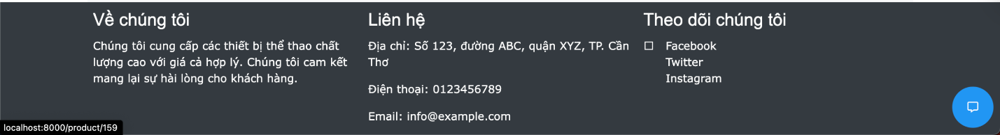 Về chúng tôi
Chúng tôi cung cấp các thiết bị thể thao chất
lượng cao với giá cả hợp lý. Chúng tôi cam kết
mang lại sự hài lòng cho khách hàng.
Liên hệ
Địa chỉ: Số 123, đường ABC, quận XYZ, TP. Cần
Thơ
Điện thoại: 0123456789
Email: info@example.com
Theo dõi chúng tôi
Facebook
Twitter
Instagram
localhost:8000/product/159